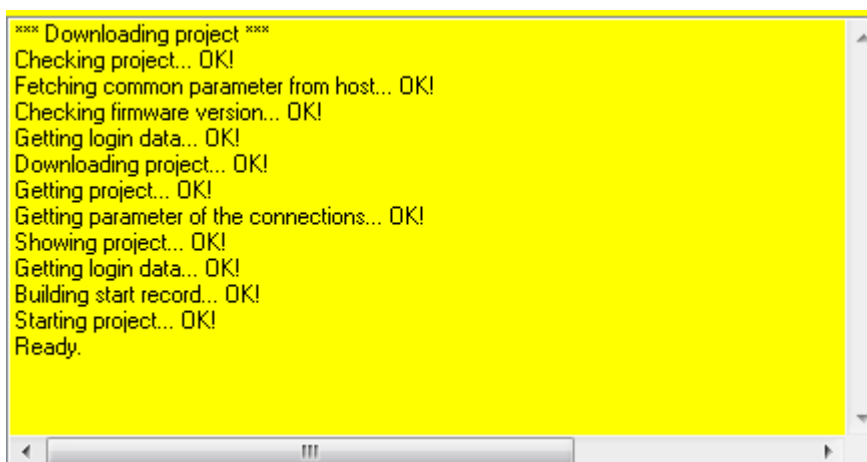 *** Downloading project ***
Checking project... OK!
Fetching common parameter from host... OK!
Checking firmware version... OK!
Getting login data... OK!
Downloading project... OK!
Getting project... OK!
Getting parameter of the connections... OK!
Showing project... OK!
Getting login data... OK!
Building start record... OK!
Starting project... OK!
Ready.